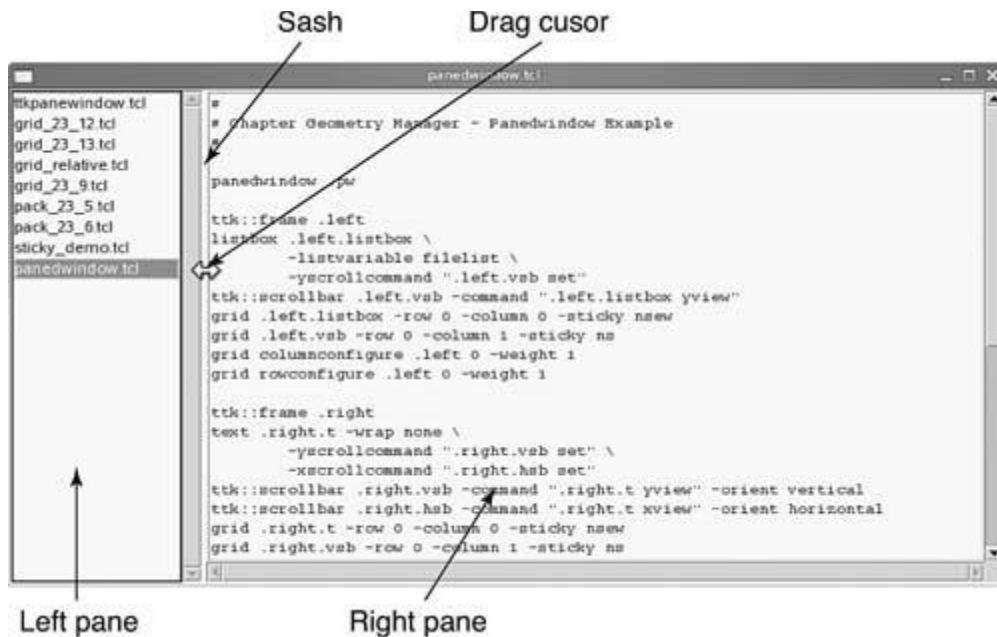 Sash
Drag cusor
panedwindow.tcl
ttkpanewindow.tcl
grid_23_12.tcl
grid_23_13.tcl
grid_relative.tcl
grid_23_9.tcl
pack_23_5.tcl
pack_23_6.tcl
sticky_demo.tcl
panedwindow.tcl
#
# Chapter Geometry Manager - Panedwindow Example
#
panedwindow .pw
ttk::frame .left
listbox .left.listbox \
-listvariable filelist \
-yscrollcommand ".left.vsb set"
ttk::scrollbar .left.vsb -command ".left.listbox yview"
grid .left.listbox -row 0 -column 0 -sticky nsew
grid .left.vsb -row 0 -column 1 -sticky ns
grid columnconfigure .left 0 -weight 1
grid rowconfigure .left 0 -weight 1
ttk::frame .right
text .right.t -wrap none \
-yscrollcommand ".right.vsb set" \
-xscrollcommand ".right.hsb set"
ttk::scrollbar .right.vsb -command ".right.t yview" -orient vertical
ttk::scrollbar .right.hsb -command ".right.t xview" -orient horizontal
grid .right.t -row 0 -column 0 -sticky nsew
grid .right.vsb -row 0 -column 1 -sticky ns
Left pane
Right pane